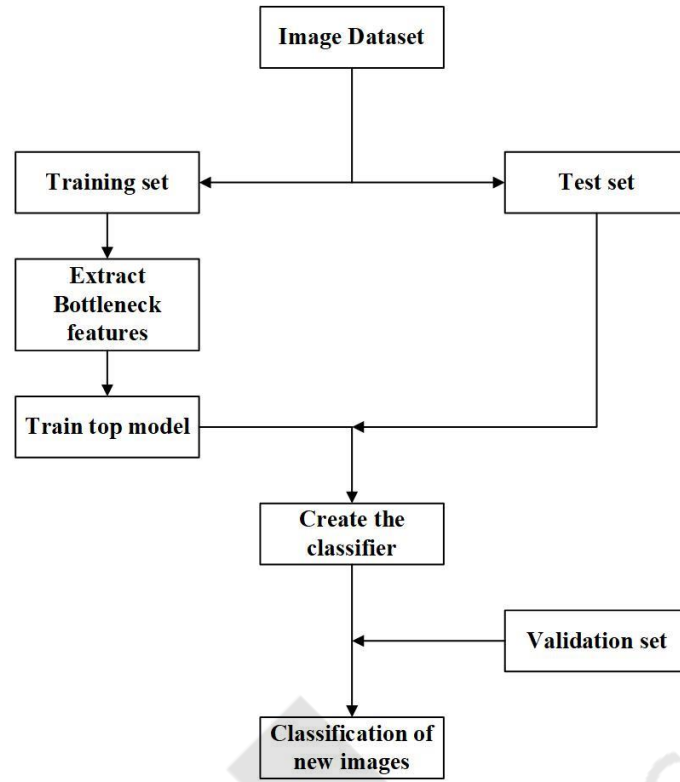 Image Dataset
Training set
Test set
Extract
Bottleneck
features
Train top model
Create the
classifier
Validation set
Classification of
new images